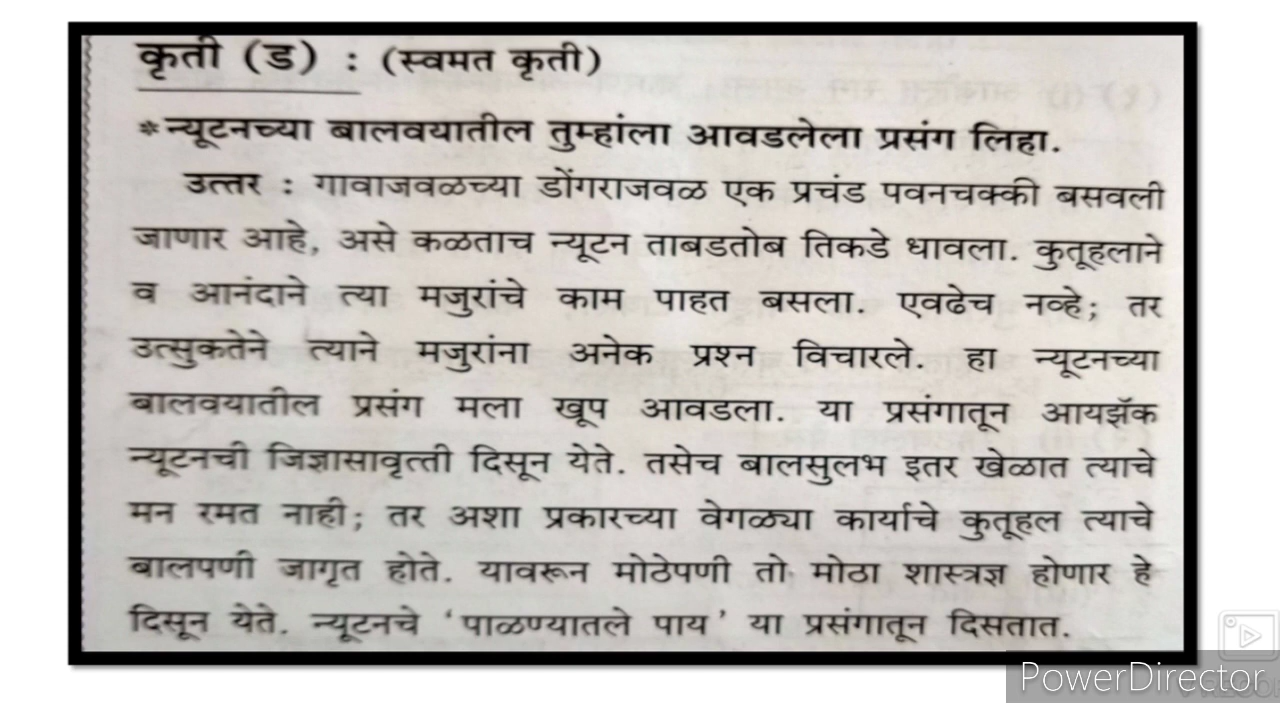 कृती (ड) : (स्वमत कृती)
*न्यूटनच्या बालवयातील तुम्हांला आवडलेला प्रसंग लिहा.
उत्तर : गावाजवळच्या डोंगराजवळ एक प्रचंड पवनचक्की बसवली
जाणार आहे, असे कळताच न्यूटन ताबडतोब तिकडे धावला. कुतूहलाने
व आनंदाने त्या मजुरांचे काम पाहत बसला. एवढेच नव्हे; तर
उत्सुकतेने त्याने मजुरांना अनेक प्रश्न विचारले. हा न्यूटनच्या
बालवयातील प्रसंग मला खूप आवडला. या प्रसंगातून आयझॅक
न्यूटनची जिज्ञासावृत्ती दिसून येते. तसेच बालसुलभ इतर खेळात त्याचे
मन रमत नाही; तर अशा प्रकारच्या वेगळ्या कार्याचे कुतूहल त्याचे
बालपणी जागृत होते. यावरून मोठेपणी तो मोठा शास्त्रज्ञ होणार हे
दिसून येते. न्यूटनचे ‘पाळण्यातले पाय’ या प्रसंगातून दिसतात.
PowerDirector